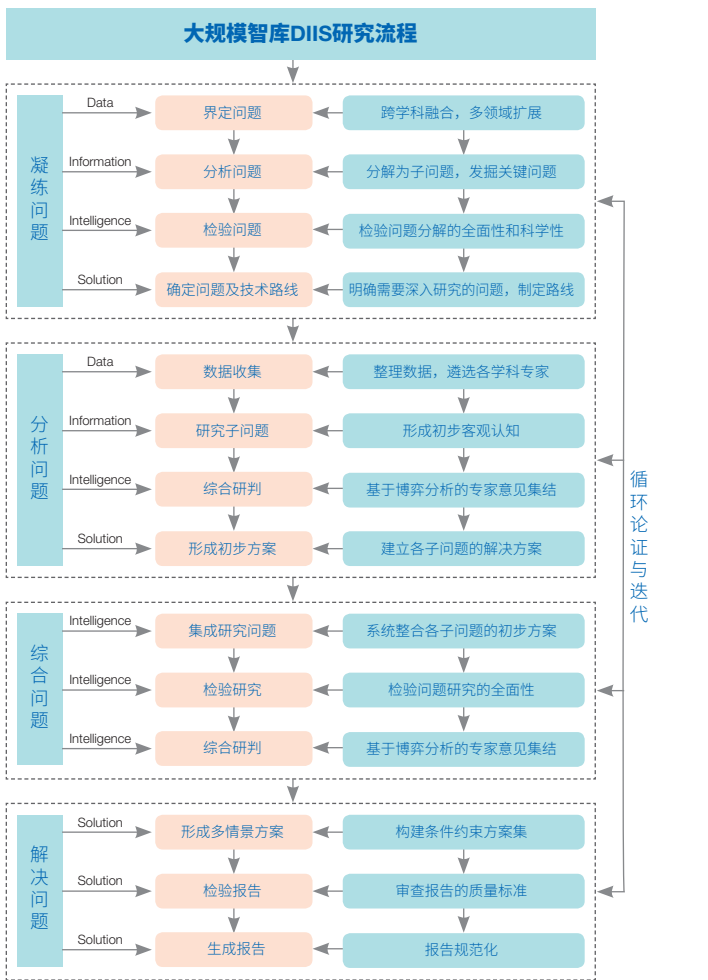 大规模智库DIIS研究流程
凝练问题
Data
界定问题
跨学科融合，多领域扩展
Information
分析问题
分解为子问题，发掘关键问题
Intelligence
检验问题
检验问题分解的全面性和科学性
Solution
确定问题及技术路线
明确需要深入研究的问题，制定路线
分析问题
Data
数据收集
整理数据，遴选各学科专家
Information
研究子问题
形成初步客观认知
Intelligence
综合研判
基于博弈分析的专家意见集结
Solution
形成初步方案
建立各子问题的解决方案
综合问题
Intelligence
集成研究问题
系统整合各子问题的初步方案
Intelligence
检验研究
检验问题研究的全面性
Intelligence
综合研判
基于博弈分析的专家意见集结
解决问题
Solution
形成多情景方案
构建条件约束方案集
Solution
检验报告
审查报告的质量标准
Solution
生成报告
报告规范化
循环论证与迭代